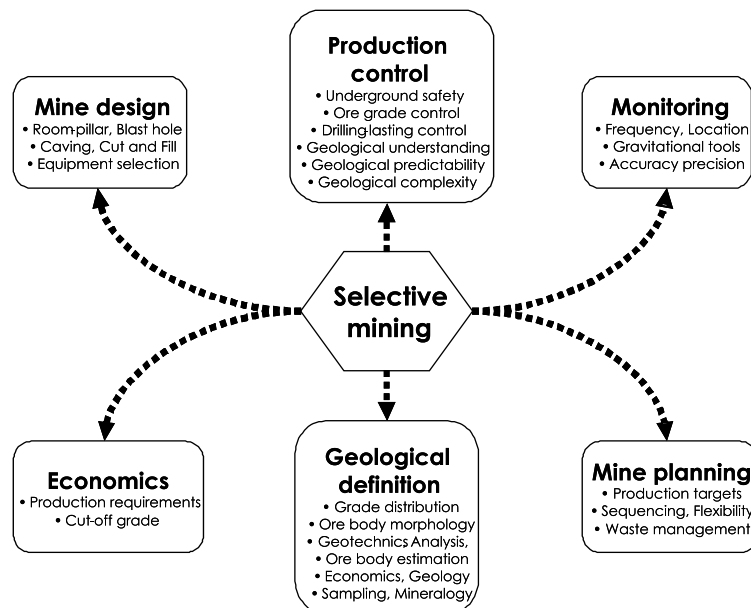 Production
control
• Underground safety
• Ore grade control
• Drilling-lasting control
• Geological understanding
• Geological predictability
• Geological complexity
Mine design
• Room-pillar, Blast hole
• Caving, Cut and Fill
• Equipment selection
Monitoring
• Frequency, Location
• Gravitational tools
• Accuracy precision
Selective
mining
Economics
• Production requirements
• Cut-off grade
Geological
definition
• Grade distribution
• Ore body morphology
• Geotechnics Analysis,
• Ore body estimation
• Economics, Geology
• Sampling, Mineralogy
Mine planning
• Production targets
• Sequencing, Flexibility
• Waste management